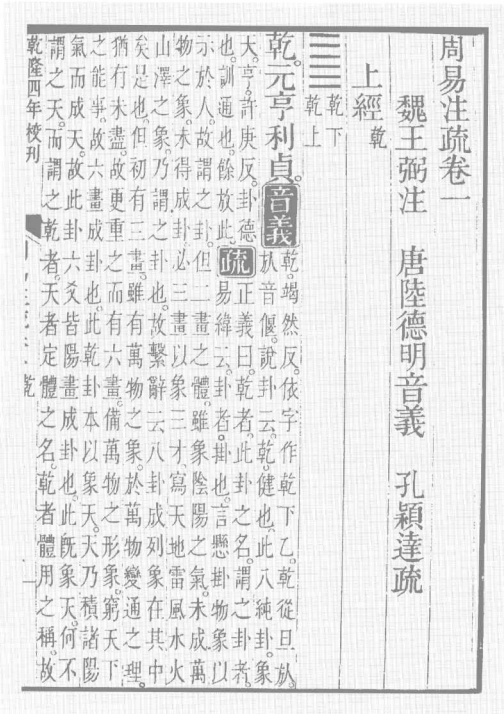 周易注疏卷一
魏王弼注 唐陸德明音義 孔穎達疏
上經 乾
䷀ 乾下
乾上
乾。元亨利貞。音義 乾。竭然反。依字作乾下乙。乾從旦㫃。
㫃音偃。說卦云。乾。健也。此八純卦。象
天。亨。許庚反。卦德
也。訓通也。餘放此。疏 正義曰。乾者。此卦之名。謂之卦者。
易緯云。卦者。掛也。言懸掛物象以
示於人。故謂之卦。但二畫之體。雖象陰陽之氣。未成萬
物之象。未得成卦。必三畫以象三才。寫天地雷風水火
山澤之象。乃謂之卦也。故繫辭云八卦成列象在其中
矣是也。但初有三畫。雖有萬物之象。於萬物變通之理。
猶有未盡。故更重之而有六畫。備萬物之形象。窮天下
之能事。故六畫成卦也。此乾卦本以象天。天乃積諸陽
氣而成天。故此卦六爻皆陽畫成卦也。此既象天。何不
謂之天。而謂之乾者。天者定體之名。乾者體用之稱。故
乾隆四年校刊